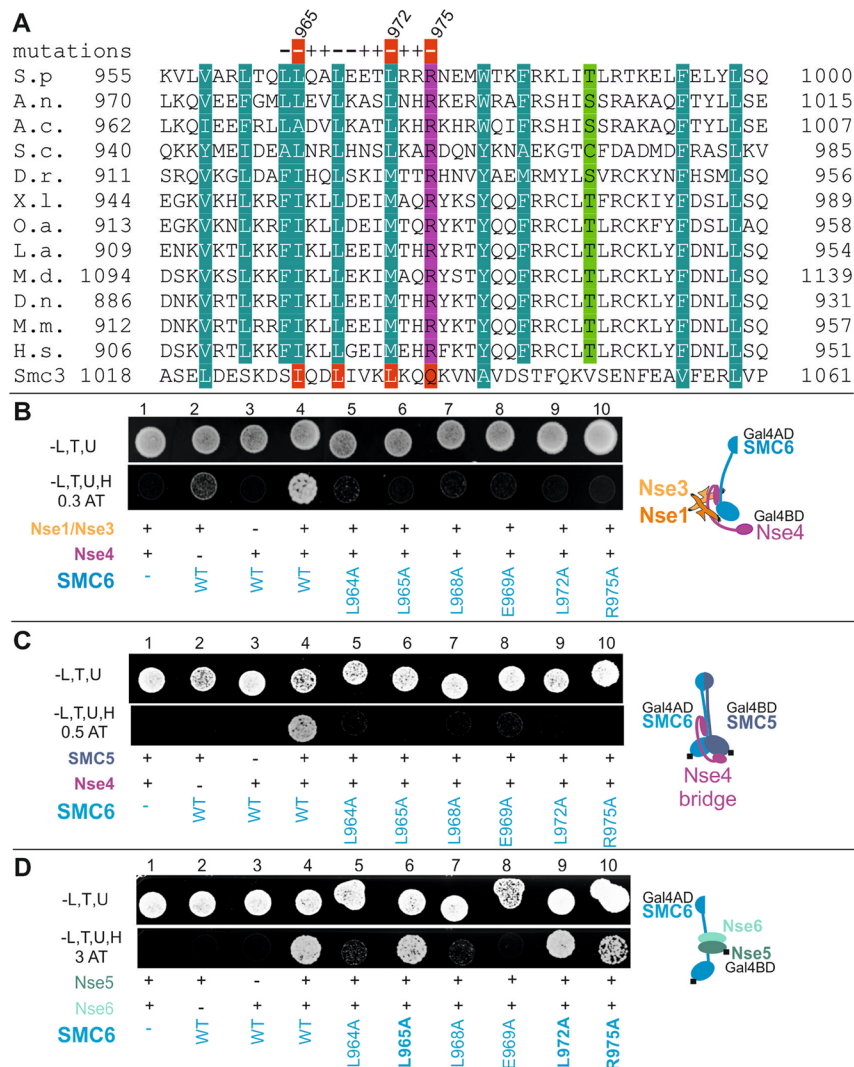 A
965 972 975
mutations --++--++-++-
S.p 955 KVLVARLTQLLQALEETLRRRNEMWTKFRKLITLRTKELFELYLSQ 1000
A.n. 970 LKQVEEFGMLLEVLKASLNHRKERWRAFRSHISSRAKAQFTYLLSE 1015
A.c. 962 LKQIEEFRLLADVLKATLKHRKHRWQIFRSHISSRAKAQFTYLLSE 1007
S.c. 940 QKKYMEIDEALNRLHNSLKARDQNYKNAEKGTCFDADMDFRASLKV 985
D.r. 911 SRQVKGLDAFIHQLSKIMTTRHNVYAEMRMYLSVRCKYNFHSMLSQ 956
X.l. 944 EGKVKHLKRFIKLLDEIMTQRYKSYQQFRRCLTFRCKIYFDSLLSQ 989
O.a. 913 EGKVKNLKRFIKLLDEIMAQRYKTYQQFRRCLTLRCKFYFDSLLSQ 958
L.a. 909 ENKVKTLKKFIKLLEEIMTHRYRTYQQFRRCLTLRCKLYFDNLLSQ 954
M.d. 1094 DSKVKSLKKFIKLLEKIMAQRYSTYQQFRRCLTLRCKLYFDNLLSQ 1139
D.n. 886 DNKVRTLKRFIKLLEEIMTHRYKTYQQFRRCLTLRCKLYFDNLLSQ 931
M.m. 912 DNKVRTLKRFIKLLGEIMTHRYKTYQQFRRCLTLRCKLYFDNLLSQ 957
H.s. 906 DSKVRTLKKFIKLLGEIMEHRFKTYQQFRRCLTLRCKLYFDNLLSQ 951
Smc3 1018 ASELDESKDSIQDLIVKLKQQKVNAVDSTFQKVSENFEAVFERLVP 1061
B
1 2 3 4 5 6 7 8 9 10
-L,T,U
-L,T,U,H
0.3 AT
Nse1/Nse3 + + - + + + + + + +
Nse4 + - + + + + + + + +
SMC6 - WT WT WT L964A L965A L968A E969A L972A R975A
Gal4AD
SMC6
Nse3
Nse1
Gal4BD
Nse4
C
1 2 3 4 5 6 7 8 9 10
-L,T,U
-L,T,U,H
0.5 AT
SMC5 + + - + + + + + + +
Nse4 + - + + + + + + + +
SMC6 - WT WT WT L964A L965A L968A E969A L972A R975A
Gal4AD Gal4BD
SMC6 SMC5
Nse4
bridge
D
1 2 3 4 5 6 7 8 9 10
-L,T,U
-L,T,U,H
3 AT
Nse5 + + - + + + + + + +
Nse6 + - + + + + + + + +
SMC6 - WT WT WT L964A L965A L968A E969A L972A R975A
Gal4AD
SMC6
Nse6
Nse5
Gal4BD